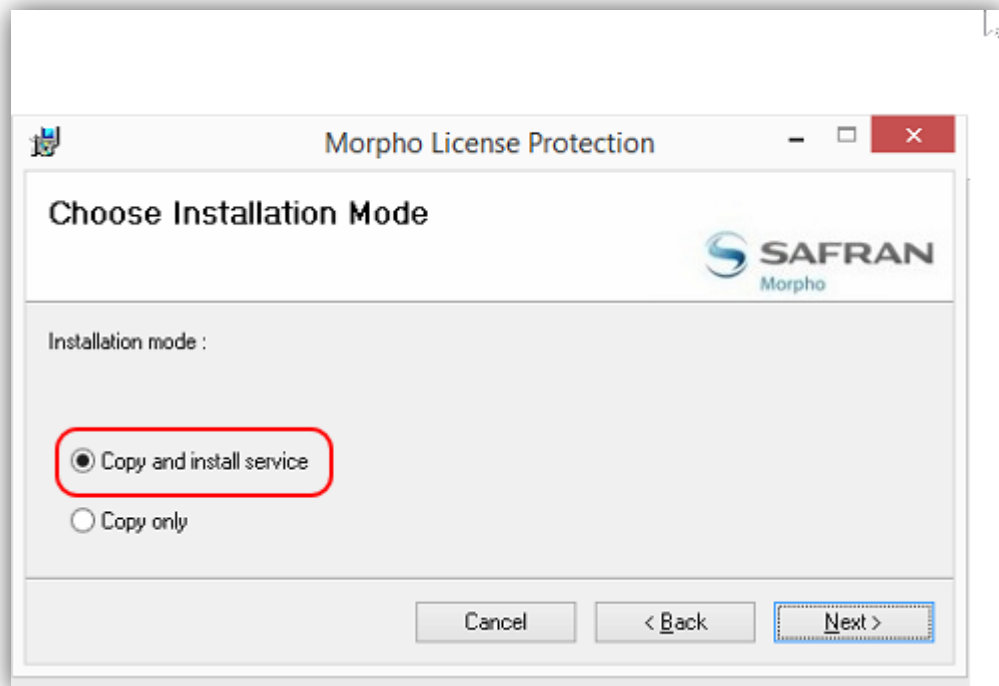 Morpho License Protection
Choose Installation Mode
SAFRAN
Morpho
Installation mode :
Copy and install service
Copy only
Cancel
< Back
Next >